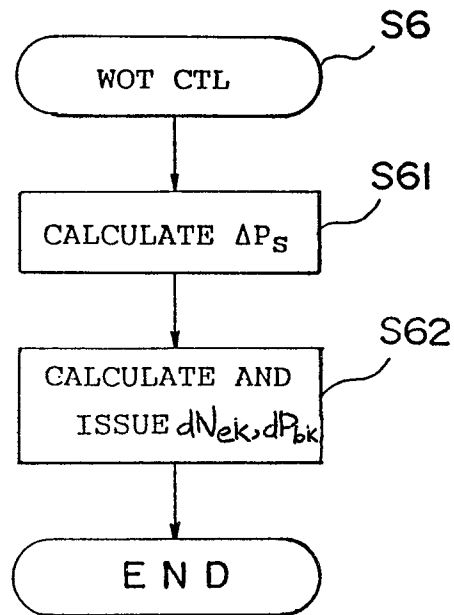 S6
WOT CTL
S61
CALCULATE ΔPs
S62
CALCULATE AND
ISSUE dNek, dPbk
END